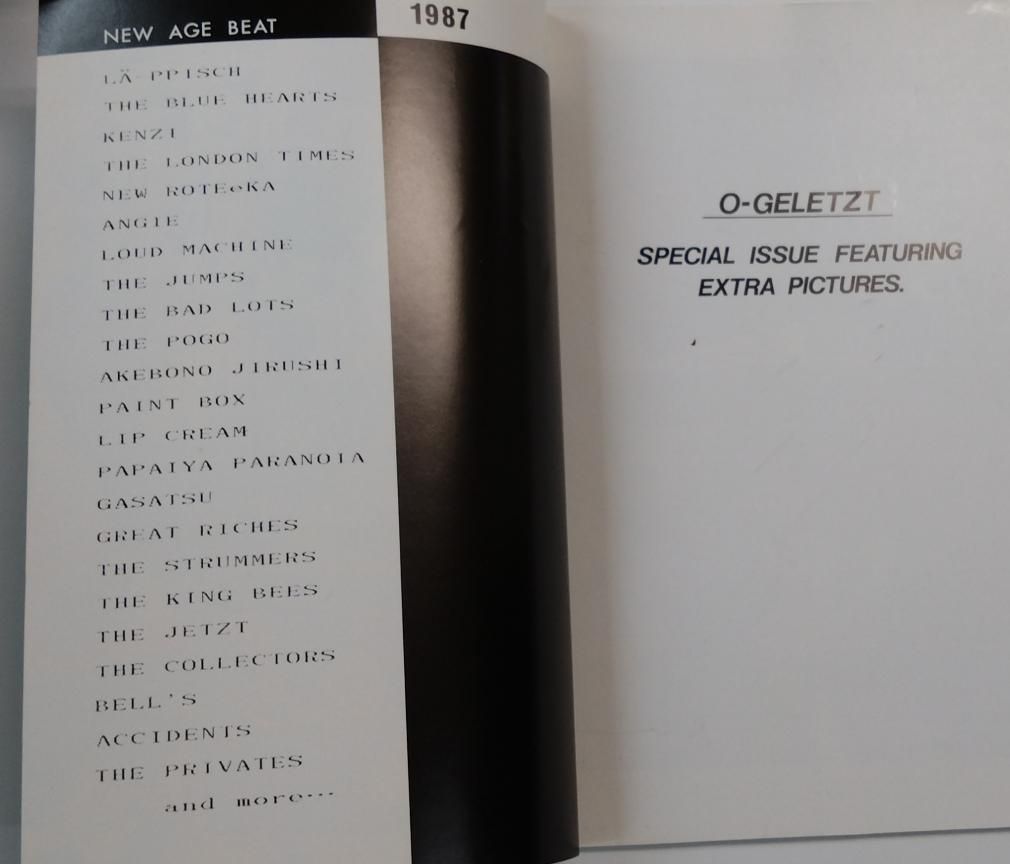 NEW AGE BEAT
1987
LÄ-PPISCH
THE BLUE HEARTS
KENZI
THE LONDON TIMES
NEW ROTEeKA
ANGIE
LOUD MACHINE
THE JUMPS
THE BAD LOTS
THE POGO
AKEBONO JIRUSHI
PAINT BOX
LIP CREAM
PAPAIYA PARANOIA
GASATSU
GREAT RICHES
THE STRUMMERS
THE KING BEES
THE JETZT
THE COLLECTORS
BELL'S
ACCIDENTS
THE PRIVATES
and more…
O-GELETZT
SPECIAL ISSUE FEATURING
EXTRA PICTURES.